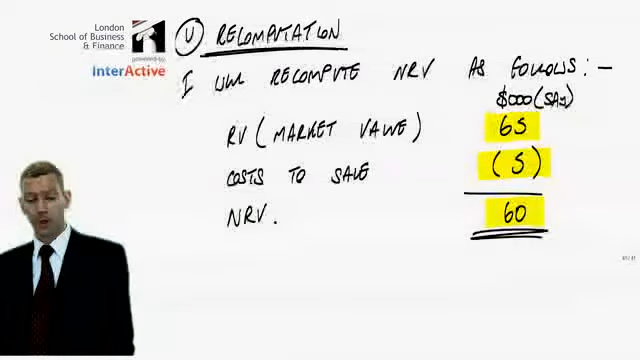 London
School of Business
& Finance
powered by
InterActive
(v) RECOMPUTATION
I WILL RECOMPUTE NRV AS FOLLOWS:-
$000 (SAY)
RV (MARKET VALUE) 65
COSTS TO SALE (5)
NRV. 60